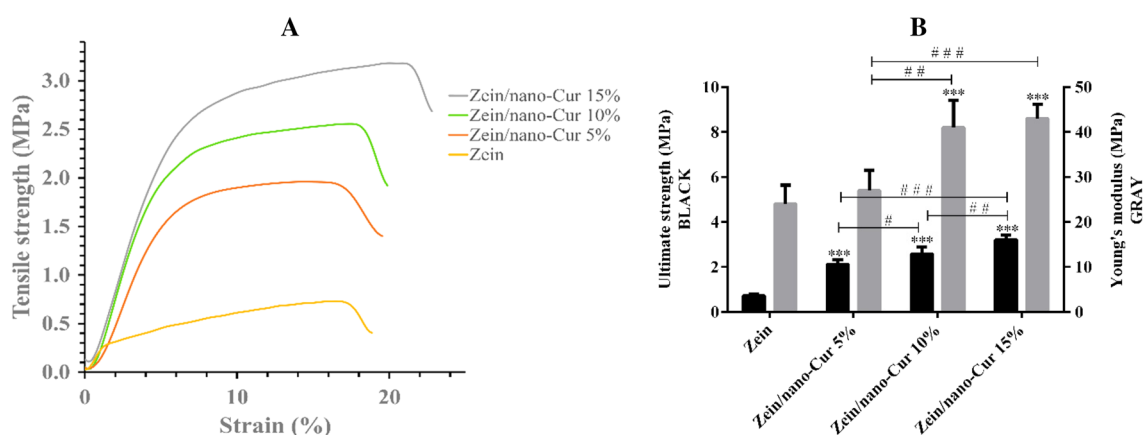 A
Tensile strength (MPa)
3.0
2.5
2.0
1.5
1.0
0.5
0.0
0
10
20
Strain (%)
Zein/nano-Cur 15%
Zein/nano-Cur 10%
Zein/nano-Cur 5%
Zein
B
# # #
# #
Ultimate strength (MPa)
BLACK
10
8
6
4
2
0
***
***
# # #
#
# #
***
***
***
50
40
30
20
10
0
Young's modulus (MPa)
GRAY
Zein
Zein/nano-Cur 5%
Zein/nano-Cur 10%
Zein/nano-Cur 15%